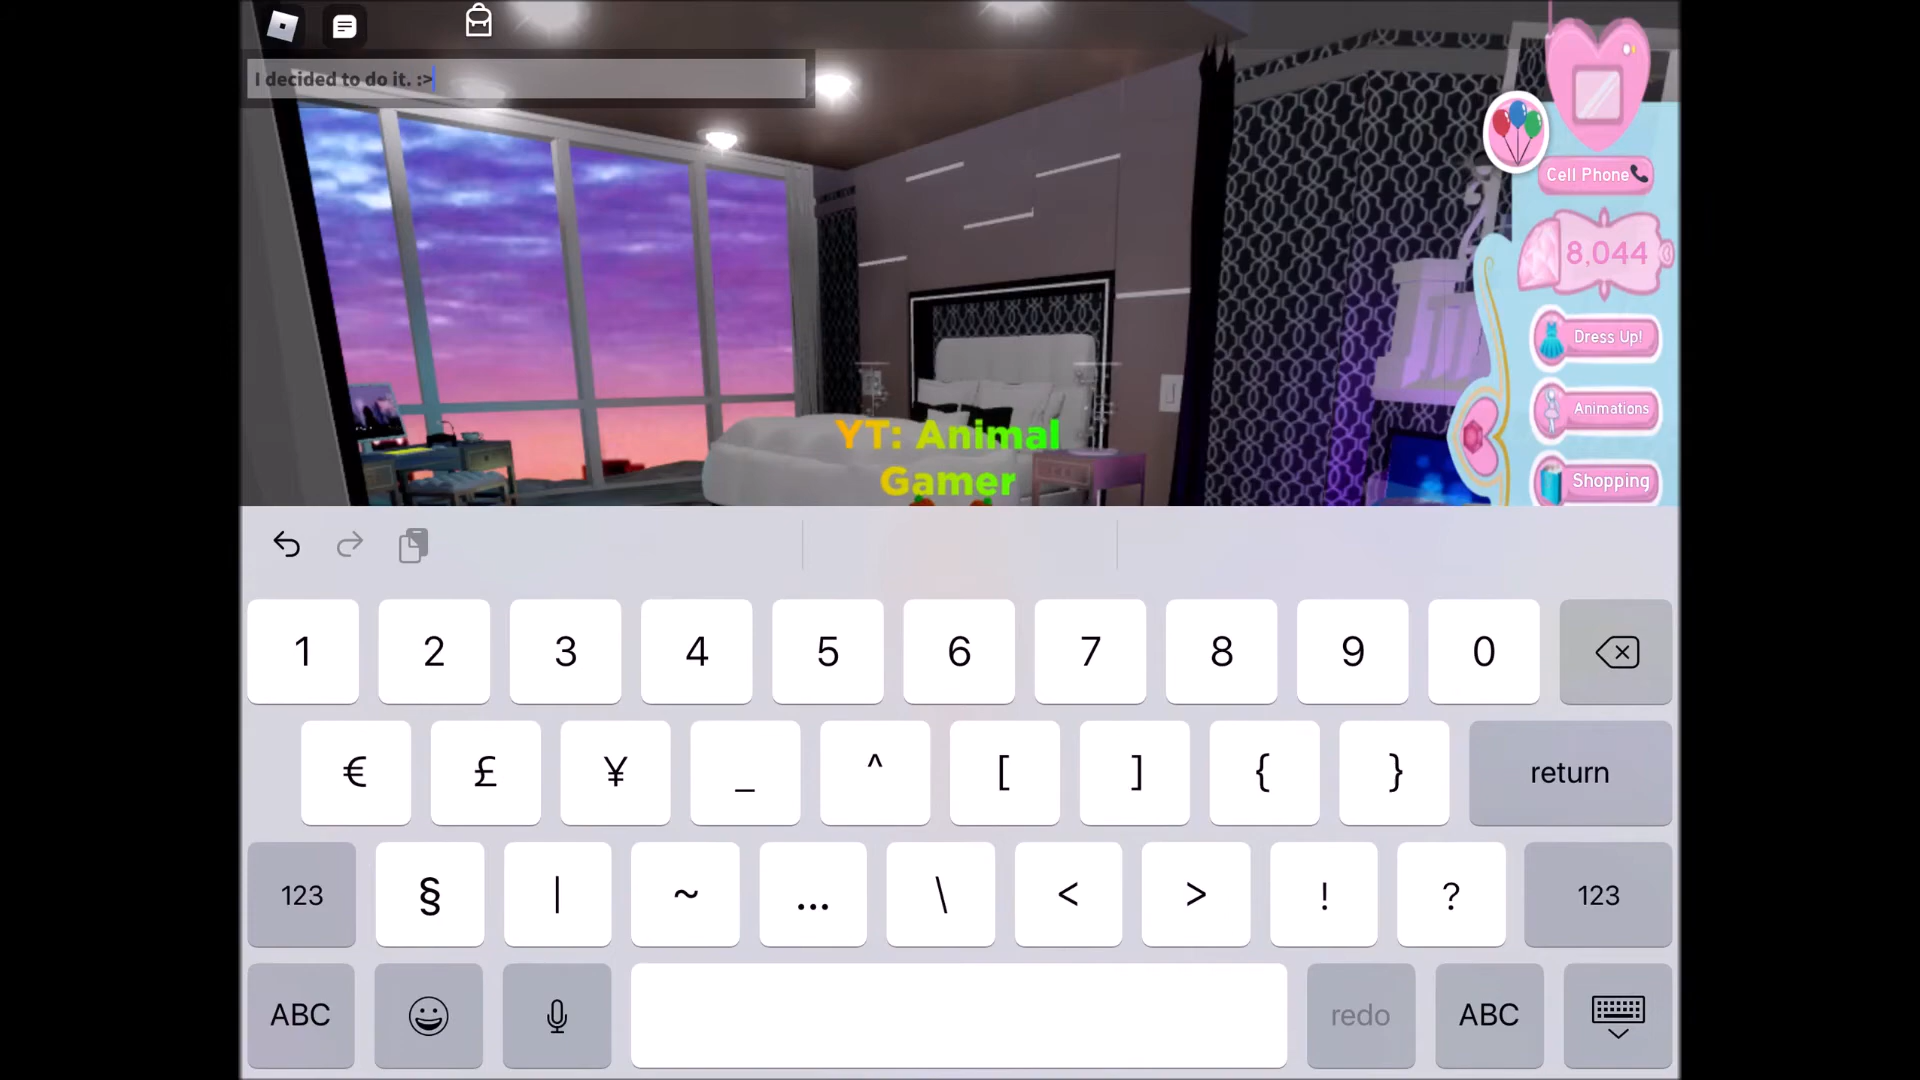 I decided to do it. :>
Cell Phone
8,044
Dress Up!
Animations
Shopping
YT: Animal
Gamer
1 2 3 4 5 6 7 8 9 0
€ £ ¥ _ ^ [ ] { } return
123 § | ~ ... \ < > ! ? 123
ABC redo ABC